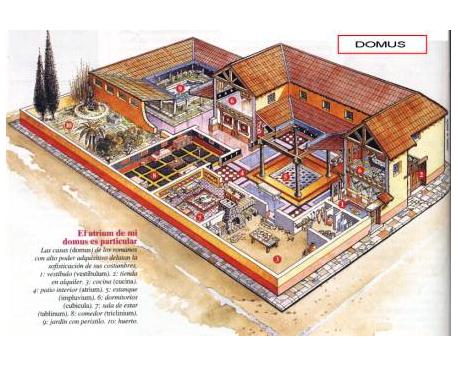 DOMUS
El atrium de mi
domus es particular
Las casas (domus) de los romanos
con alto poder adquisitivo delatan la
sofisticación de sus costumbres,
1: vestíbulo (vestibulum). 2: tienda
en alquiler. 3: cocina (cucina).
4: patio interior (atrium). 5: estanque
(impluvium). 6: dormitorios
(cubicula). 7: sala de estar
(tablinum). 8: comedor (triclinium).
9: jardín con peristilo. 10: huerto.